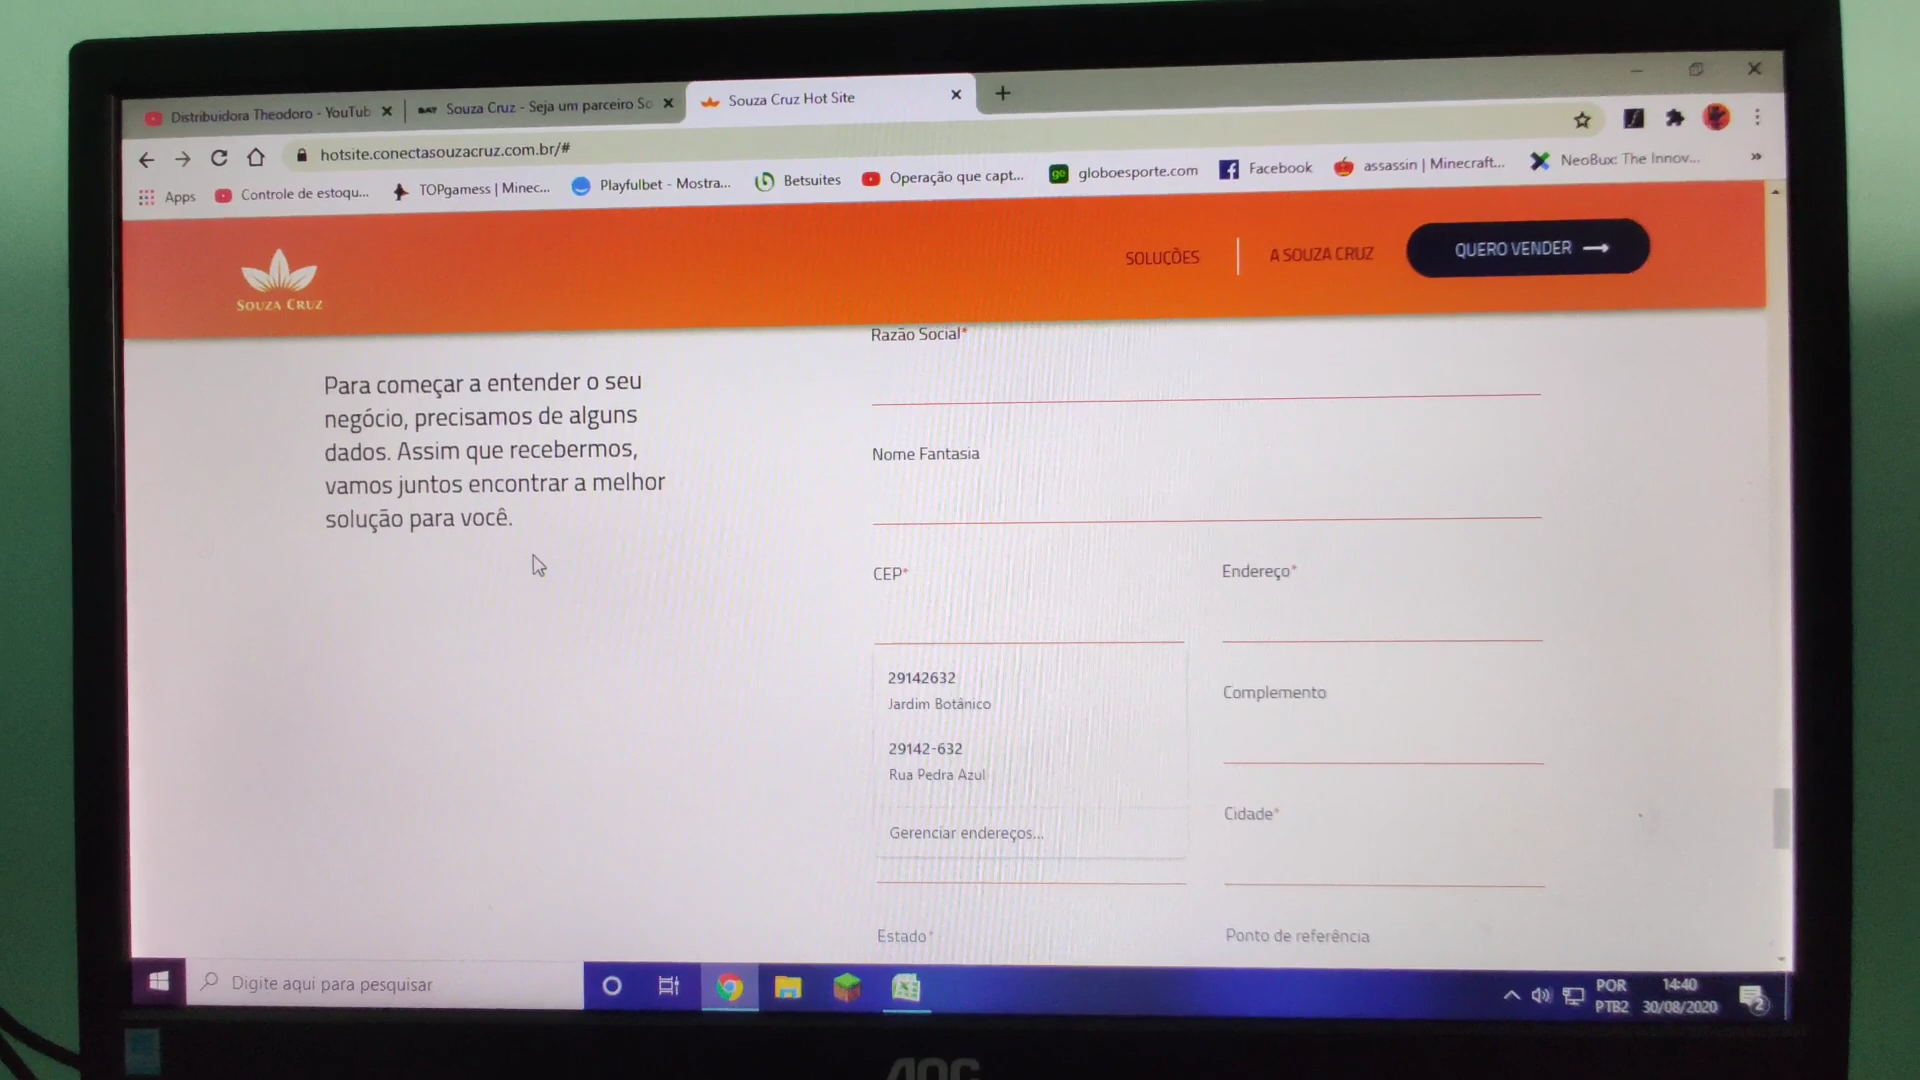 Distribuidora Theodoro - YouTub
Souza Cruz - Seja um parceiro So
Souza Cruz Hot Site
hotsite.conectasouzacruz.com.br/#
Apps
Controle de estoqu...
TOPgamess | Minec...
Playfulbet - Mostra...
Betsuites
Operação que capt...
globoesporte.com
Facebook
assassin | Minecraft...
NeoBux: The Innov...
SOUZA CRUZ
SOLUÇÕES
A SOUZA CRUZ
QUERO VENDER
Para começar a entender o seu
negócio, precisamos de alguns
dados. Assim que recebermos,
vamos juntos encontrar a melhor
solução para você.
Razão Social*
Nome Fantasia
CEP*
Endereço*
29142632
Jardim Botânico
29142-632
Rua Pedra Azul
Gerenciar endereços...
Complemento
Cidade*
Estado*
Ponto de referência
Digite aqui para pesquisar
POR
PTB2
14:40
30/08/2020
2
AOC